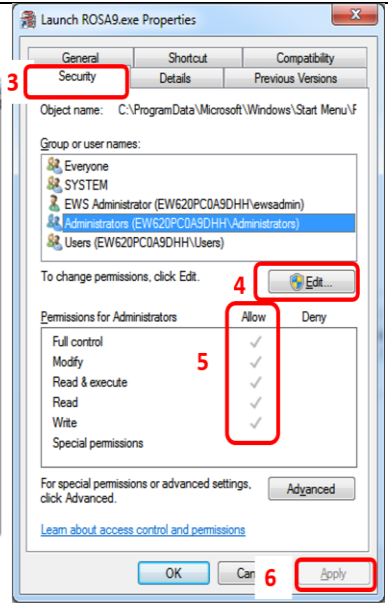 Launch ROSA9.exe Properties
General Shortcut Compatibility
3 Security Details Previous Versions
Object name: C:\ProgramData\Microsoft\Windows\Start Menu\F
Group or user names:
Everyone
SYSTEM
EWS Administrator (EW620PC0A9DHH\ewsadmin)
Administrators (EW620PC0A9DHH\Administrators)
Users (EW620PC0A9DHH\Users)
To change permissions, click Edit. 4 Edit...
Permissions for Administrators Allow Deny
Full control
Modify
5
Read & execute
Read
Write
Special permissions
For special permissions or advanced settings,
click Advanced.
Advanced
Learn about access control and permissions
OK Can 6 Apply